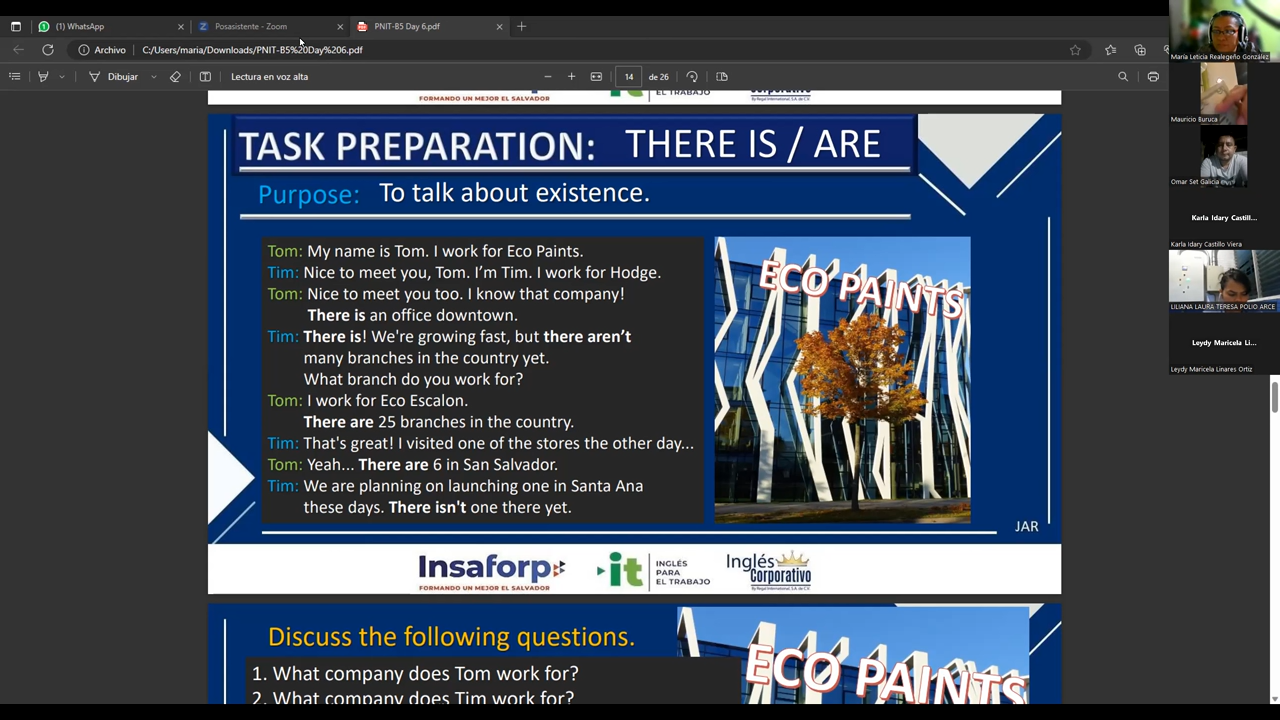 (1) WhatsApp
Posasistente - Zoom
PNIT-B5 Day 6.pdf
Archivo
C:/Users/maria/Downloads/PNIT-B5%20Day%206.pdf
Dibujar
Lectura en voz alta
14
de 26
FORMANDO UN MEJOR EL SALVADOR
EL TRABAJO
Corporativo
TASK PREPARATION: THERE IS / ARE
Purpose: To talk about existence.
Tom: My name is Tom. I work for Eco Paints.
Tim: Nice to meet you, Tom. I'm Tim. I work for Hodge.
Tom: Nice to meet you too. I know that company!
There is an office downtown.
Tim: There is! We're growing fast, but there aren't
many branches in the country yet.
What branch do you work for?
Tom: I work for Eco Escalon.
There are 25 branches in the country.
Tim: That's great! I visited one of the stores the other day...
Tom: Yeah... There are 6 in San Salvador.
Tim: We are planning on launching one in Santa Ana
these days. There isn't one there yet.
ECO PAINTS
JAR
Insaforp
FORMANDO UN MEJOR EL SALVADOR
it
INGLÉS
PARA
EL TRABAJO
Inglés
Corporativo
Discuss the following questions.
1. What company does Tom work for?
2. What company does Tim work for?
ECO PAINTS
María Leticia Realegeño González
Mauricio Buruca
Omar Set Galicia
Karla Idary Castill...
Karla Idary Castillo Viera
LILIANA LAURA TERESA POLIO ARCE
Leydy Maricela Li...
Leydy Maricela Linares Ortiz